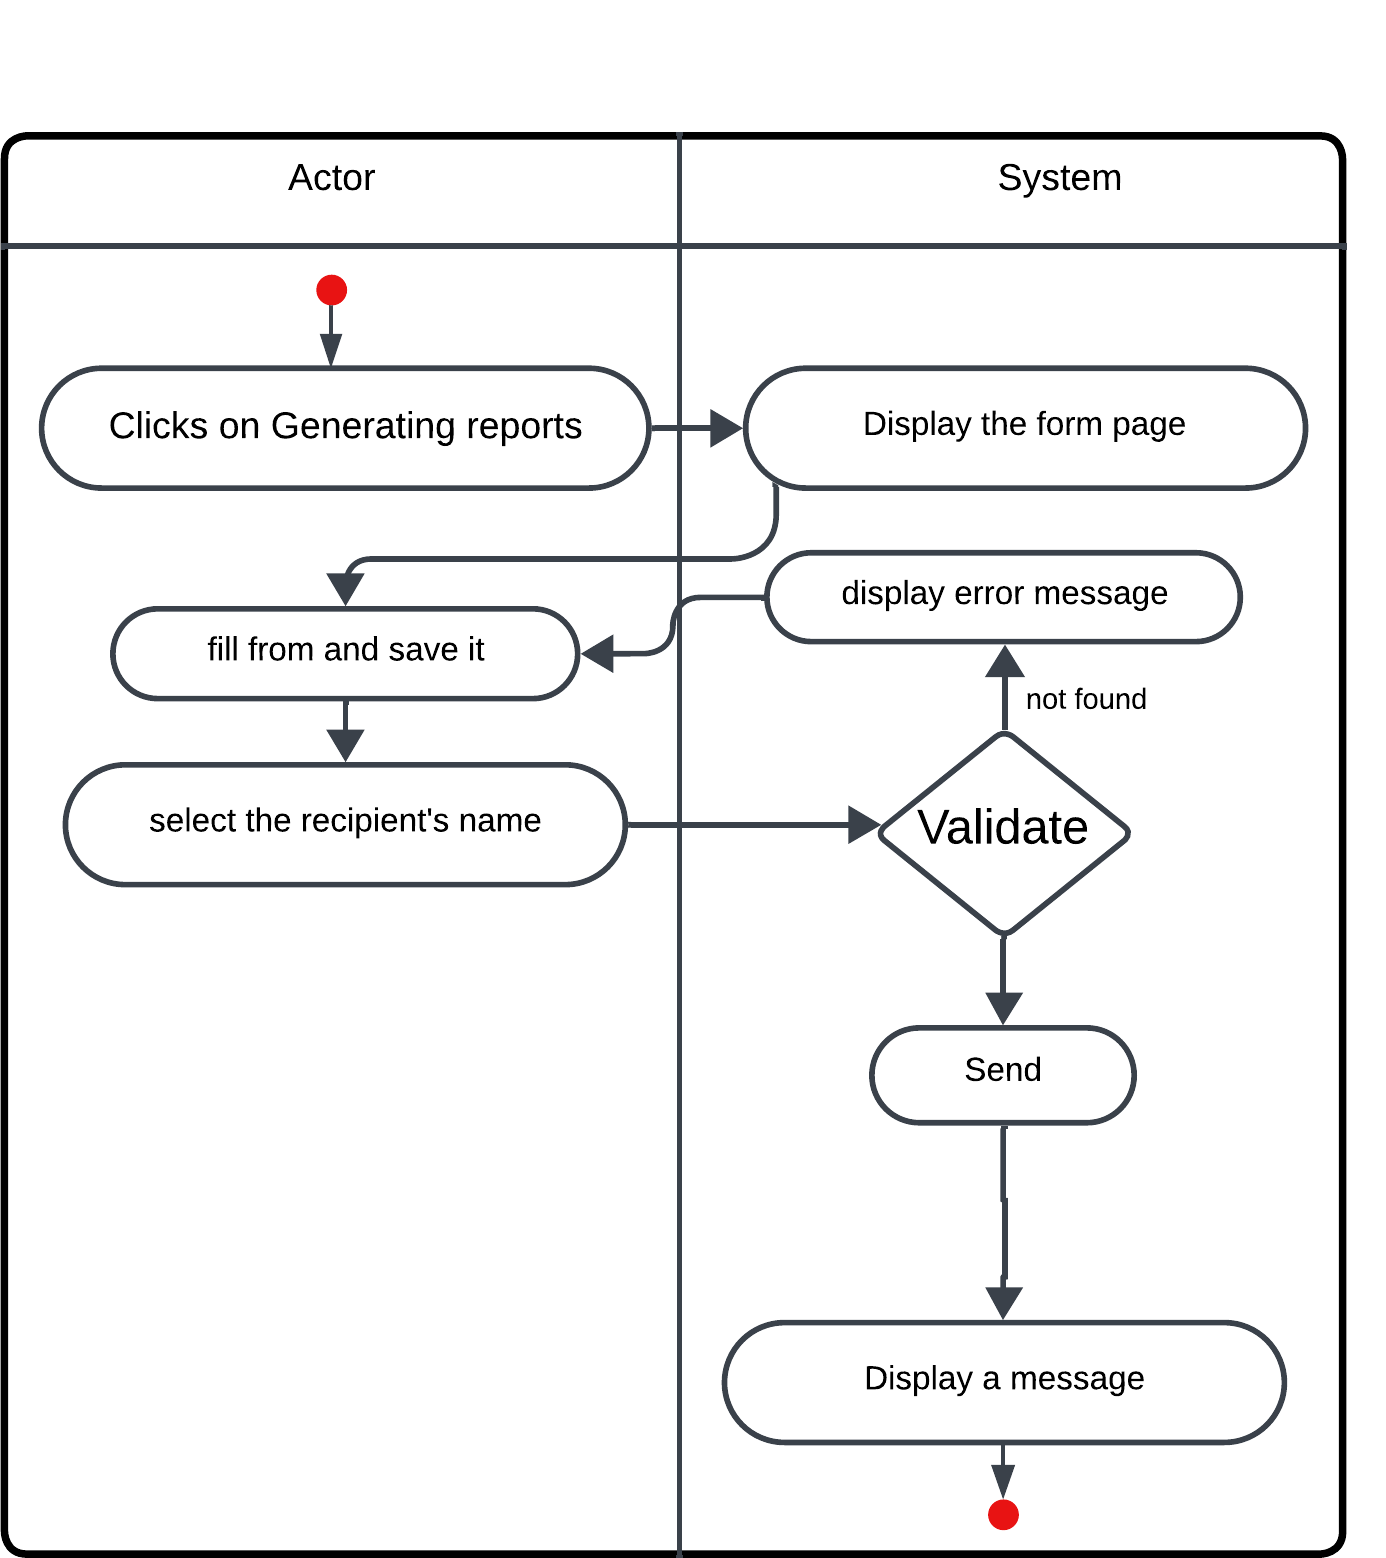 Actor
System
Clicks on Generating reports
Display the form page
display error message
fill from and save it
not found
select the recipient's name
Validate
Send
Display a message